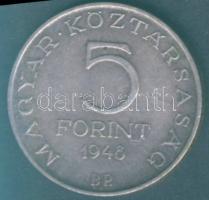 MAGYAR·KÖZTÁRSASÁG
5
FORINT
1948
BP.
darabanth